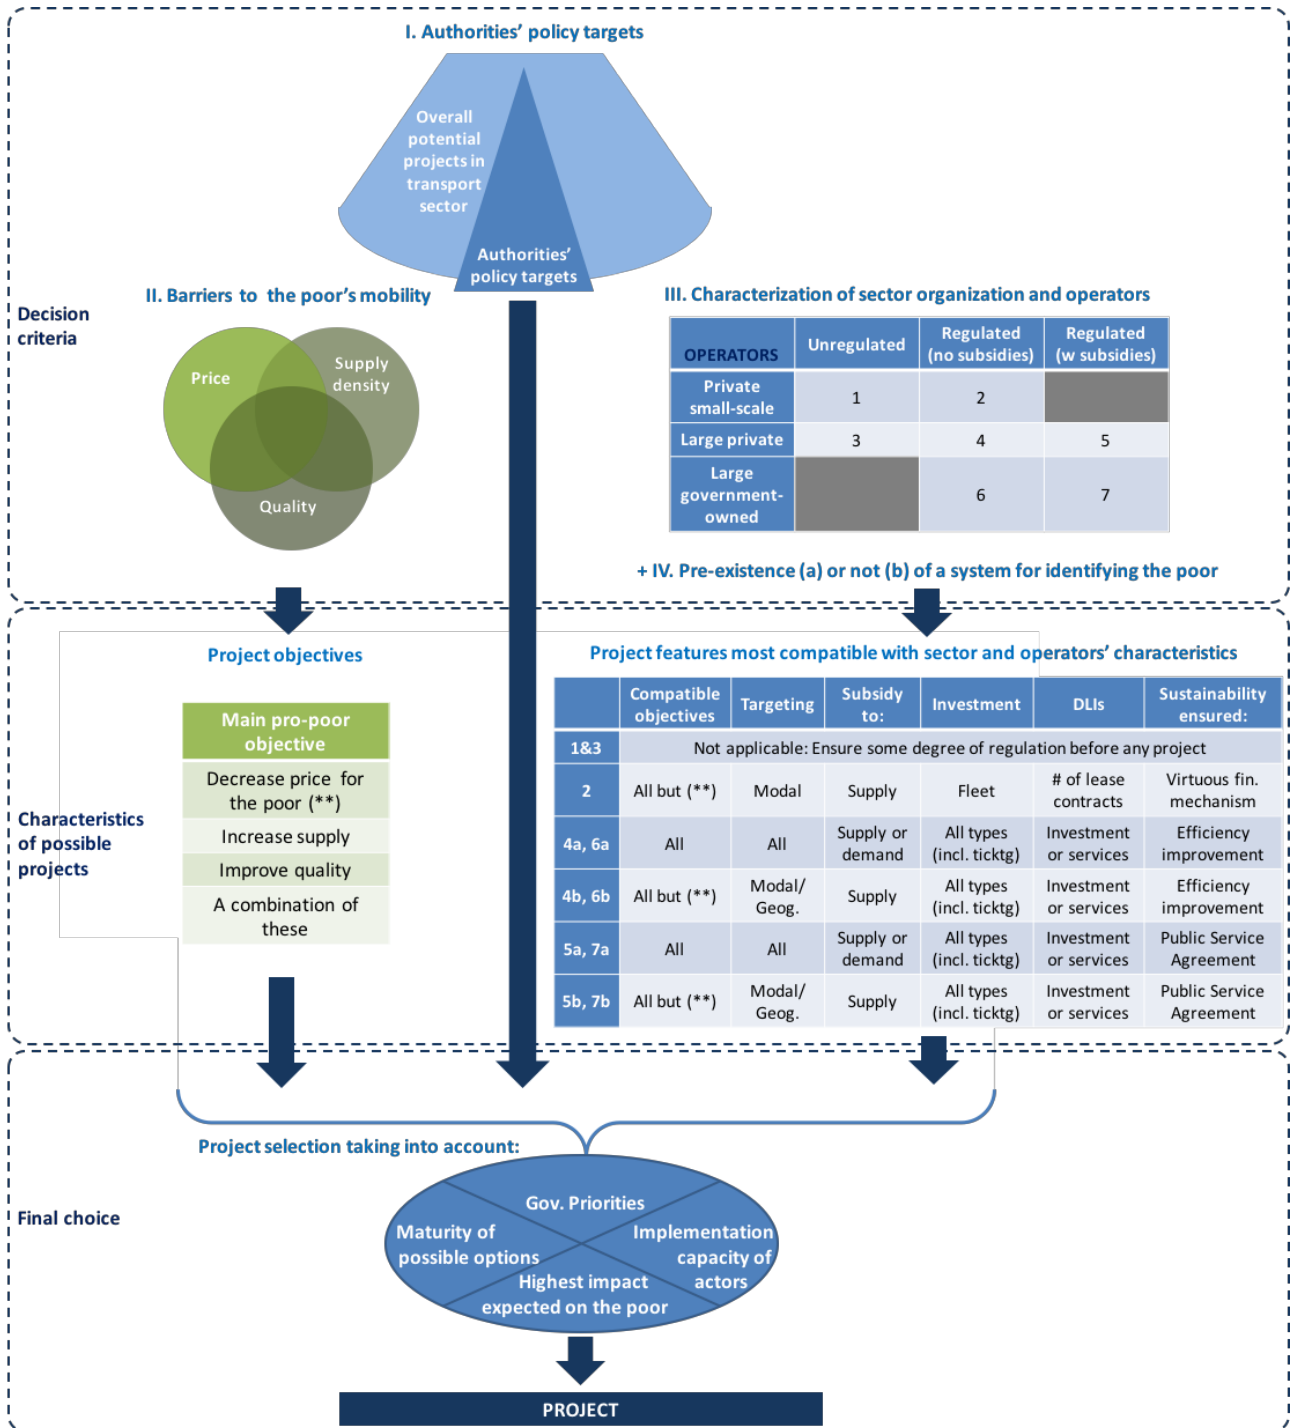 I. Authorities' policy targets
Overall
potential
projects in
transport
sector
Authorities'
policy targets
Decision
criteria
II. Barriers to the poor's mobility
Price
Supply
density
Quality
III. Characterization of sector organization and operators
OPERATORS
Unregulated
Regulated
(no subsidies)
Regulated
(w subsidies)
Private
small-scale
1
2
Large private
3
4
5
Large
government-
owned
6
7
+ IV. Pre-existence (a) or not (b) of a system for identifying the poor
Characteristics
of possible
projects
Project objectives
Main pro-poor
objective
Decrease price for
the poor (**)
Increase supply
Improve quality
A combination of
these
Project features most compatible with sector and operators' characteristics
Compatible
objectives
Targeting
Subsidy
to:
Investment
DLIs
Sustainability
ensured:
1&3
Not applicable: Ensure some degree of regulation before any project
2
All but (**)
Modal
Supply
Fleet
# of lease
contracts
Virtuous fin.
mechanism
4a, 6a
All
All
Supply or
demand
All types
(incl. ticktg)
Investment
or services
Efficiency
improvement
4b, 6b
All but (**)
Modal/
Geog.
Supply
All types
(incl. ticktg)
Investment
or services
Efficiency
improvement
5a, 7a
All
All
Supply or
demand
All types
(incl. ticktg)
Investment
or services
Public Service
Agreement
5b, 7b
All but (**)
Modal/
Geog.
Supply
All types
(incl. ticktg)
Investment
or services
Public Service
Agreement
Final choice
Project selection taking into account:
Gov. Priorities
Maturity of
possible options
Implementation
capacity of
actors
Highest impact
expected on the poor
PROJECT